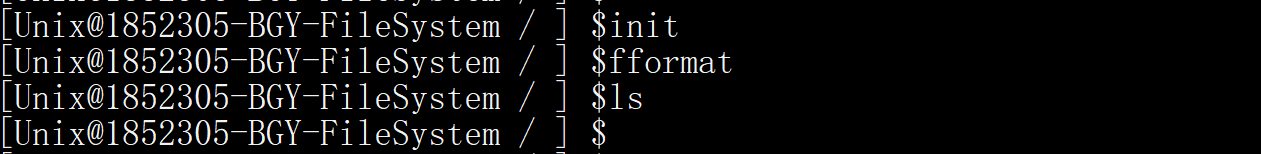 [Unix@1852305-BGY-FileSystem / ] $init
[Unix@1852305-BGY-FileSystem / ] $fformat
[Unix@1852305-BGY-FileSystem / ] $ls
[Unix@1852305-BGY-FileSystem / ] $